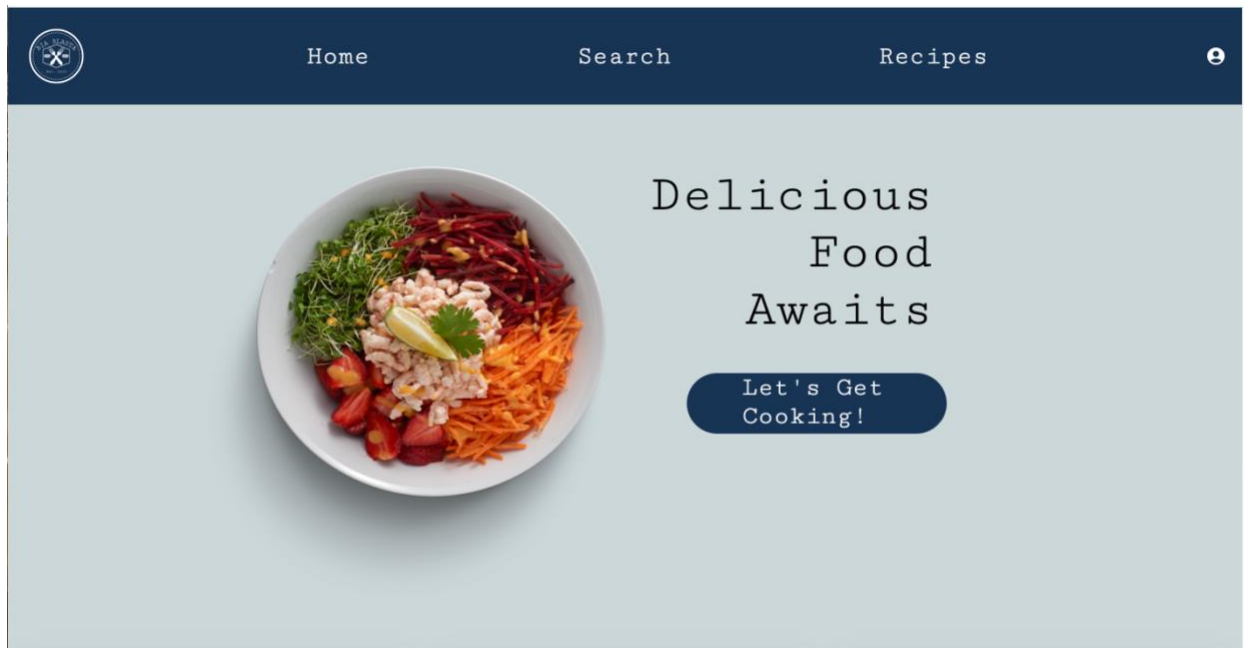 Home
Search
Recipes
Delicious
Food
Awaits
Let's Get
Cooking!